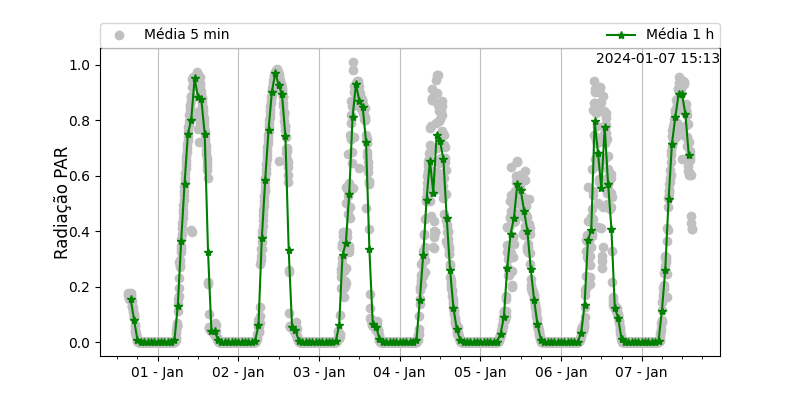 Média 5 min
Média 1 h
2024-01-07 15:13
Radiação PAR
1.0
0.8
0.6
0.4
0.2
0.0
01 - Jan
02 - Jan
03 - Jan
04 - Jan
05 - Jan
06 - Jan
07 - Jan